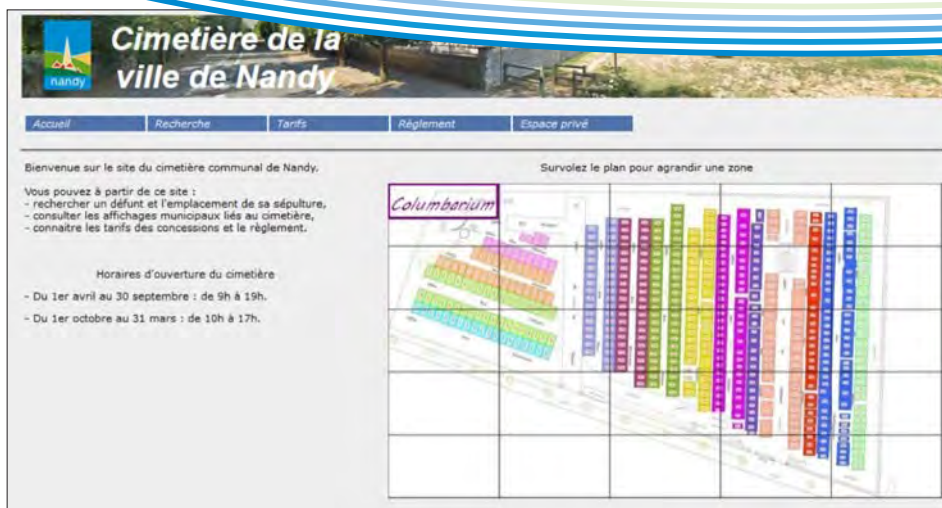 Cimetière de la
ville de Nandy
nandy
Accueil
Recherche
Tarifs
Règlement
Espace privé
Bienvenue sur le site du cimetière communal de Nandy.
Vous pouvez à partir de ce site :
- rechercher un défunt et l'emplacement de sa sépulture,
- consulter les affichages municipaux liés au cimetière,
- connaitre les tarifs des concessions et le règlement.
Horaires d'ouverture du cimetière
- Du 1er avril au 30 septembre : de 9h à 19h.
- Du 1er octobre au 31 mars : de 10h à 17h.
Survolez le plan pour agrandir une zone
Columbarium